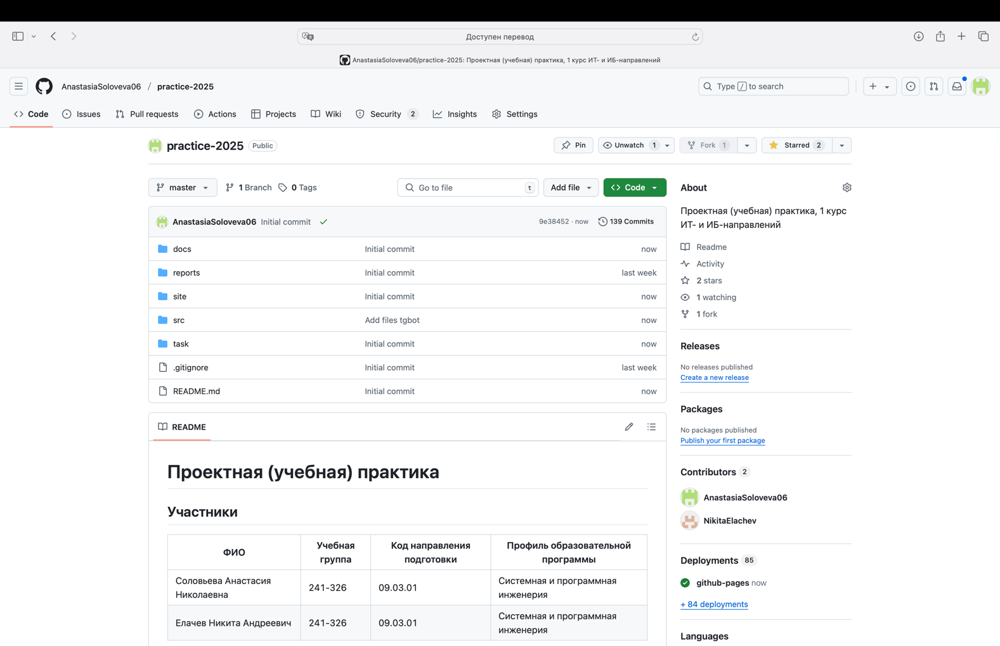 Доступен перевод
AnastasiaSoloveva06/practice-2025: Проектная (учебная) практика, 1 курс ИТ- и ИБ-направлений
AnastasiaSoloveva06 / practice-2025
Type / to search
Code
Issues
Pull requests
Actions
Projects
Wiki
Security 2
Insights
Settings
practice-2025 Public
Pin
Unwatch 1
Fork 1
Starred 2
master
1 Branch
0 Tags
Go to file t
Add file
Code
AnastasiaSoloveva06 Initial commit
9e38452 · now
139 Commits
docs Initial commit now
reports Initial commit last week
site Initial commit now
src Add files tgbot now
task Initial commit now
.gitignore Initial commit last week
README.md Initial commit now
README
Проектная (учебная) практика
Участники
ФИО
Учебная
группа
Код направления
подготовки
Профиль образовательной
программы
Соловьева Анастасия
Николаевна
241-326
09.03.01
Системная и программная
инженерия
Елачев Никита Андреевич
241-326
09.03.01
Системная и программная
инженерия
About
Проектная (учебная) практика, 1 курс
ИТ- и ИБ-направлений
Readme
Activity
2 stars
1 watching
1 fork
Releases
No releases published
Create a new release
Packages
No packages published
Publish your first package
Contributors 2
AnastasiaSoloveva06
NikitaElachev
Deployments 85
github-pages now
+ 84 deployments
Languages